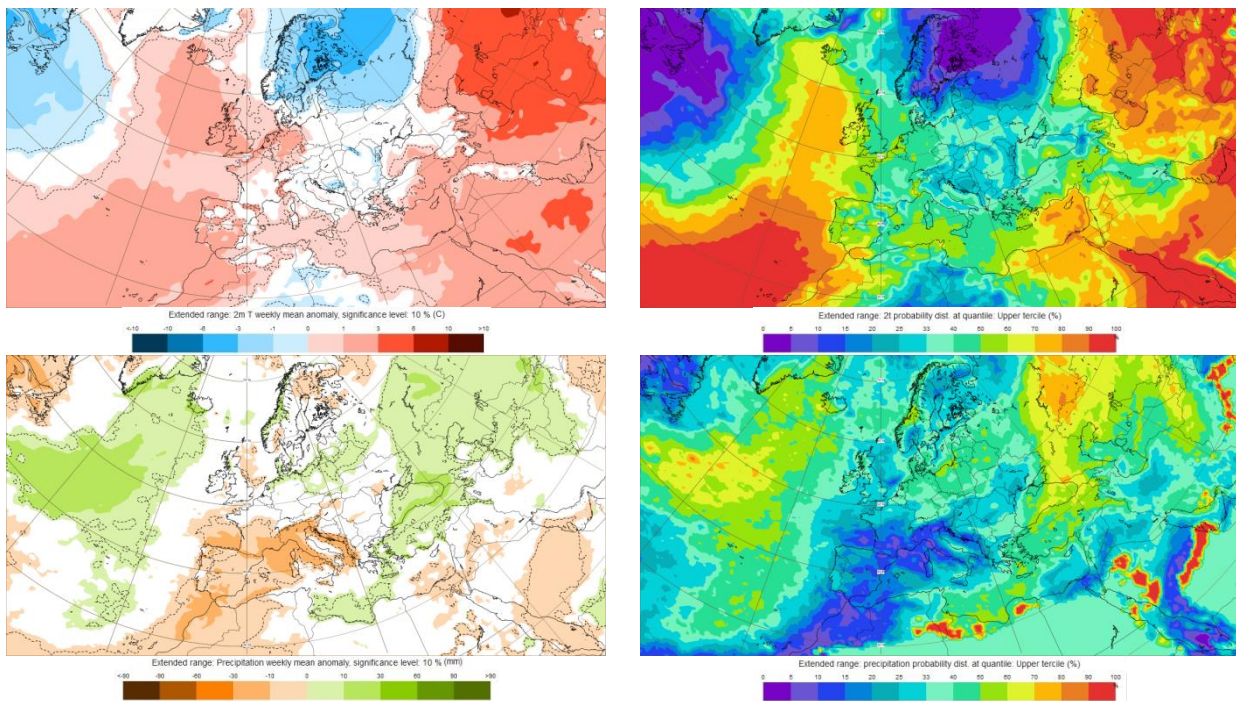 Extended range: 2m T weekly mean anomaly, significance level: 10 % (C)
<-10 -10 -6 -3 -1 0 1 3 6 10 >10
Extended range: 2t probability dist. at quantile: Upper tercile (%)
%
0 5 10 15 20 25 33 40 50 60 70 80 90 100
Extended range: Precipitation weekly mean anomaly, significance level: 10 % (mm)
<-90 -90 -60 -30 -10 0 10 30 60 90 >90
Extended range: precipitation probability dist. at quantile: Upper tercile (%)
%
0 5 10 15 20 25 33 40 50 60 70 80 90 100